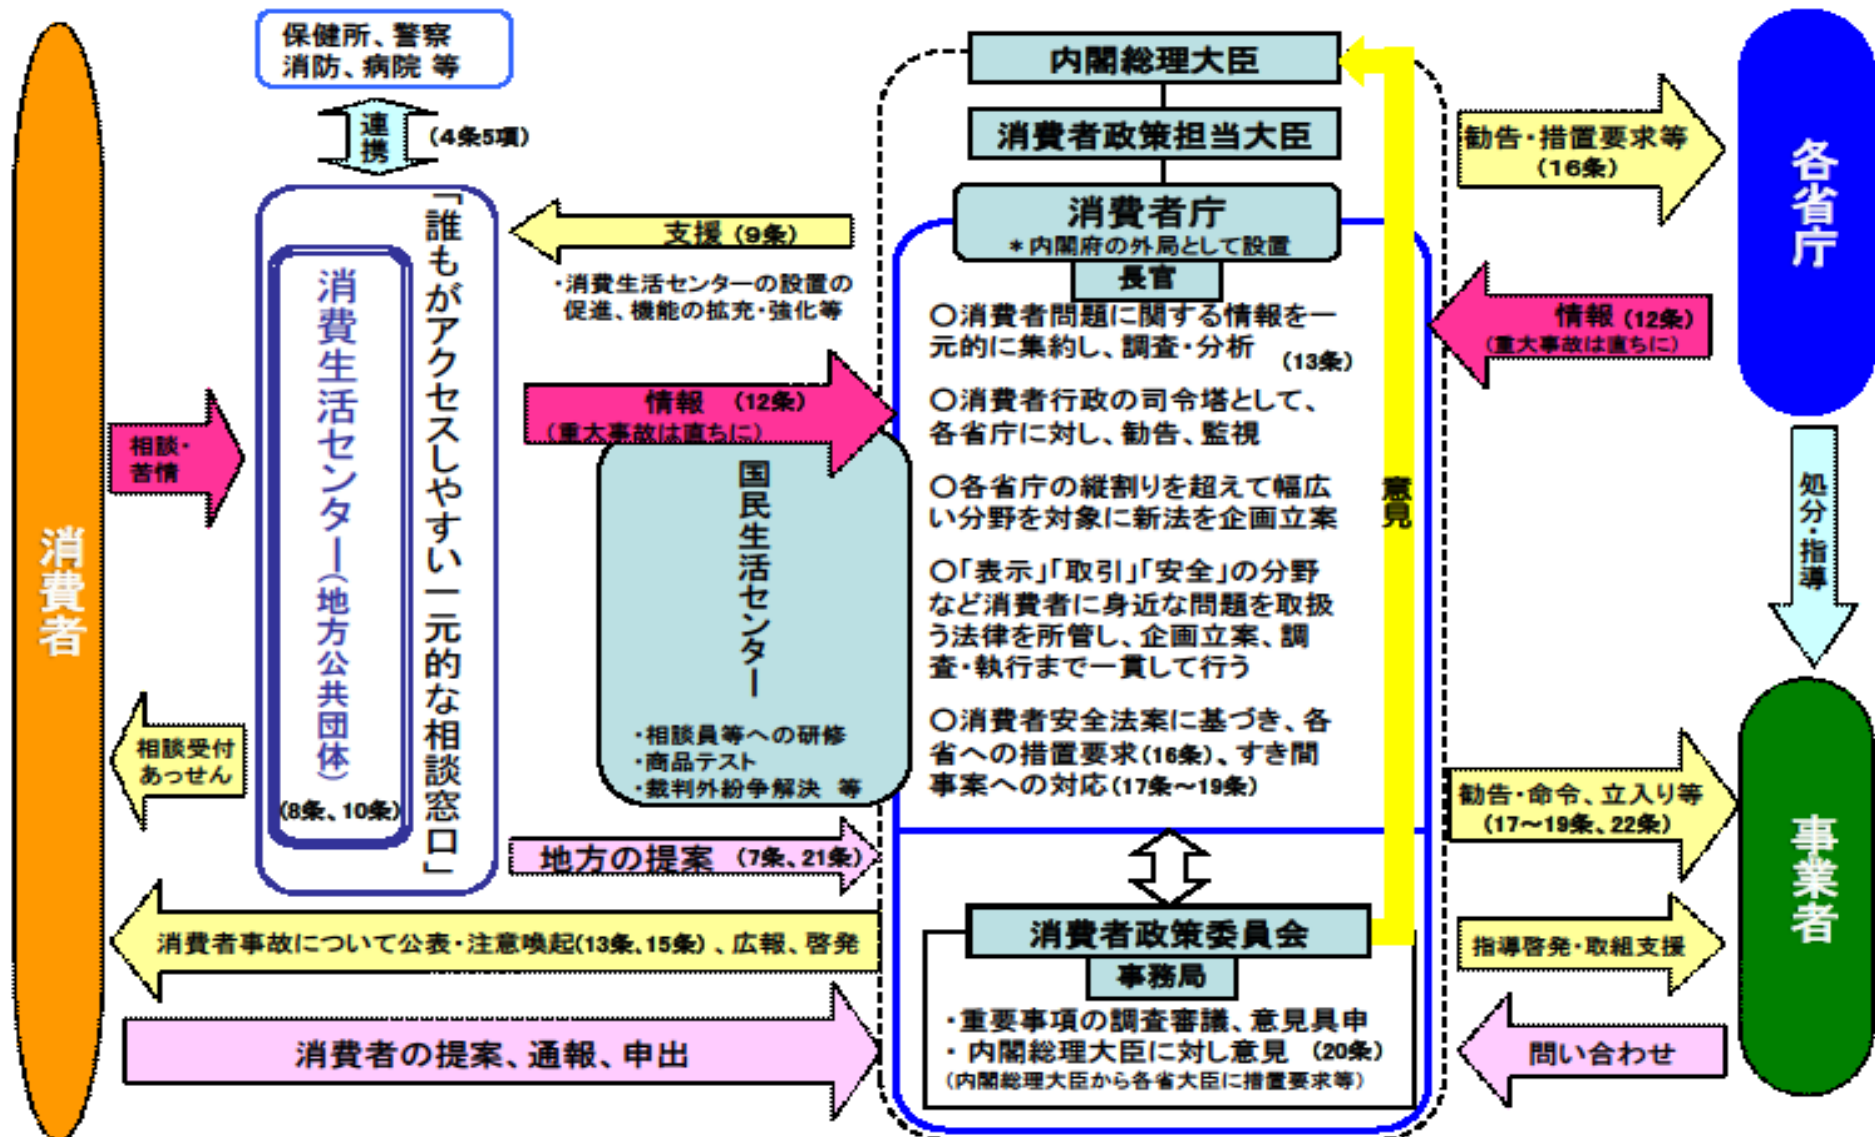 保健所、警察
消防、病院 等
連携
(4条5項)
「誰もがアクセスしやすい一元的な相談窓口」
消費生活センター(地方公共団体)
(8条、10条)
消費者
相談・
苦情
相談受付
あっせん
支援 (9条)
・消費生活センターの設置の
促進、機能の拡充・強化等
情報 (12条)
(重大事故は直ちに)
国民生活センター
・相談員等への研修
・商品テスト
・裁判外紛争解決 等
地方の提案 (7条、21条)
消費者事故について公表・注意喚起(13条、15条)、広報、啓発
消費者の提案、通報、申出
内閣総理大臣
消費者政策担当大臣
消費者庁
*内閣府の外局として設置
長官
〇消費者問題に関する情報を一
元的に集約し、調査・分析 (13条)
〇消費者行政の司令塔として、
各省庁に対し、勧告、監視
〇各省庁の縦割りを超えて幅広
い分野を対象に新法を企画立案
〇「表示」「取引」「安全」の分野
など消費者に身近な問題を取扱
う法律を所管し、企画立案、調
査・執行まで一貫して行う
〇消費者安全法案に基づき、各
省への措置要求(16条)、すき間
事案への対応(17条~19条)
意見
消費者政策委員会
事務局
・重要事項の調査審議、意見具申
・内閣総理大臣に対し意見 (20条)
(内閣総理大臣から各省大臣に措置要求等)
勧告・措置要求等
(16条)
各省庁
情報 (12条)
(重大事故は直ちに)
処分・指導
勧告・命令、立入り等
(17~19条、22条)
事業者
指導啓発・取組支援
問い合わせ